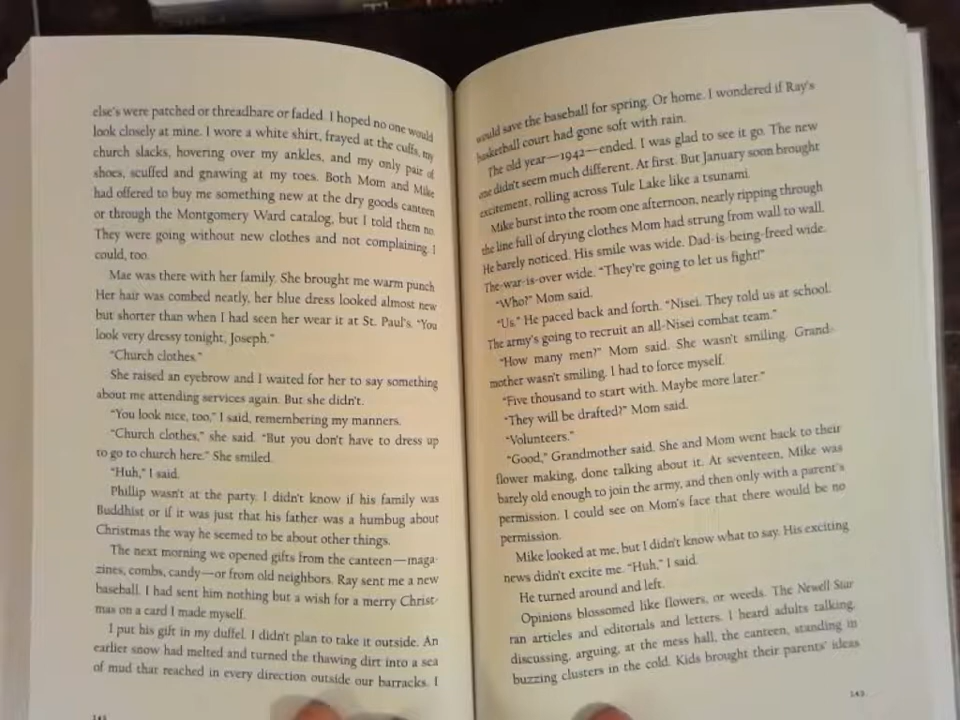 else's were patched or threadbare or faded. I hoped no one would
look closely at mine. I wore a white shirt, frayed at the cuffs, my
church slacks, hovering over my ankles, and my only pair of
shoes, scuffed and gnawing at my toes. Both Mom and Mike
had offered to buy me something new at the dry goods canteen
or through the Montgomery Ward catalog, but I told them no.
They were going without new clothes and not complaining. I
could, too.
Mae was there with her family. She brought me warm punch
Her hair was combed neatly, her blue dress looked almost new
but shorter than when I had seen her wear it at St. Paul's. "You
look very dressy tonight, Joseph."
"Church clothes."
She raised an eyebrow and I waited for her to say something
about me attending services again. But she didn't.
"You look nice, too," I said, remembering my manners.
"Church clothes," she said. "But you don't have to dress up
to go to church here." She smiled.
"Huh," I said.
Phillip wasn't at the party. I didn't know if his family was
Buddhist or if it was just that his father was a humbug about
Christmas the way he seemed to be about other things.
The next morning we opened gifts from the canteen—maga-
zines, combs, candy—or from old neighbors. Ray sent me a new
baseball. I had sent him nothing but a wish for a merry Christ-
mas on a card I made myself.
I put his gift in my duffel. I didn't plan to take it outside. An
earlier snow had melted and turned the thawing dirt into a sea
of mud that reached in every direction outside our barracks. I
would save the baseball for spring. Or home. I wondered if Ray's
basketball court had gone soft with rain.
The old year—1942—ended. I was glad to see it go. The new
one didn't seem much different. At first. But January soon brought
excitement, rolling across Tule Lake like a tsunami.
Mike burst into the room one afternoon, nearly ripping through
the line full of drying clothes Mom had strung from wall to wall.
He barely noticed. His smile was wide. Dad-is-being-freed wide.
The-war-is-over wide. "They're going to let us fight!"
"Who?" Mom said.
"Us." He paced back and forth. "Nisei. They told us at school.
The army's going to recruit an all-Nisei combat team."
"How many men?" Mom said. She wasn't smiling. Grand-
mother wasn't smiling. I had to force myself.
"Five thousand to start with. Maybe more later."
"They will be drafted?" Mom said.
"Volunteers."
"Good," Grandmother said. She and Mom went back to their
flower making, done talking about it. At seventeen, Mike was
barely old enough to join the army, and then only with a parent's
permission. I could see on Mom's face that there would be no
permission.
Mike looked at me, but I didn't know what to say. His exciting
news didn't excite me. "Huh," I said.
He turned around and left.
Opinions blossomed like flowers, or weeds. The Newell Star
ran articles and editorials and letters. I heard adults talking,
discussing, arguing, at the mess hall, the canteen, standing in
buzzing clusters in the cold. Kids brought their parents' ideas
143